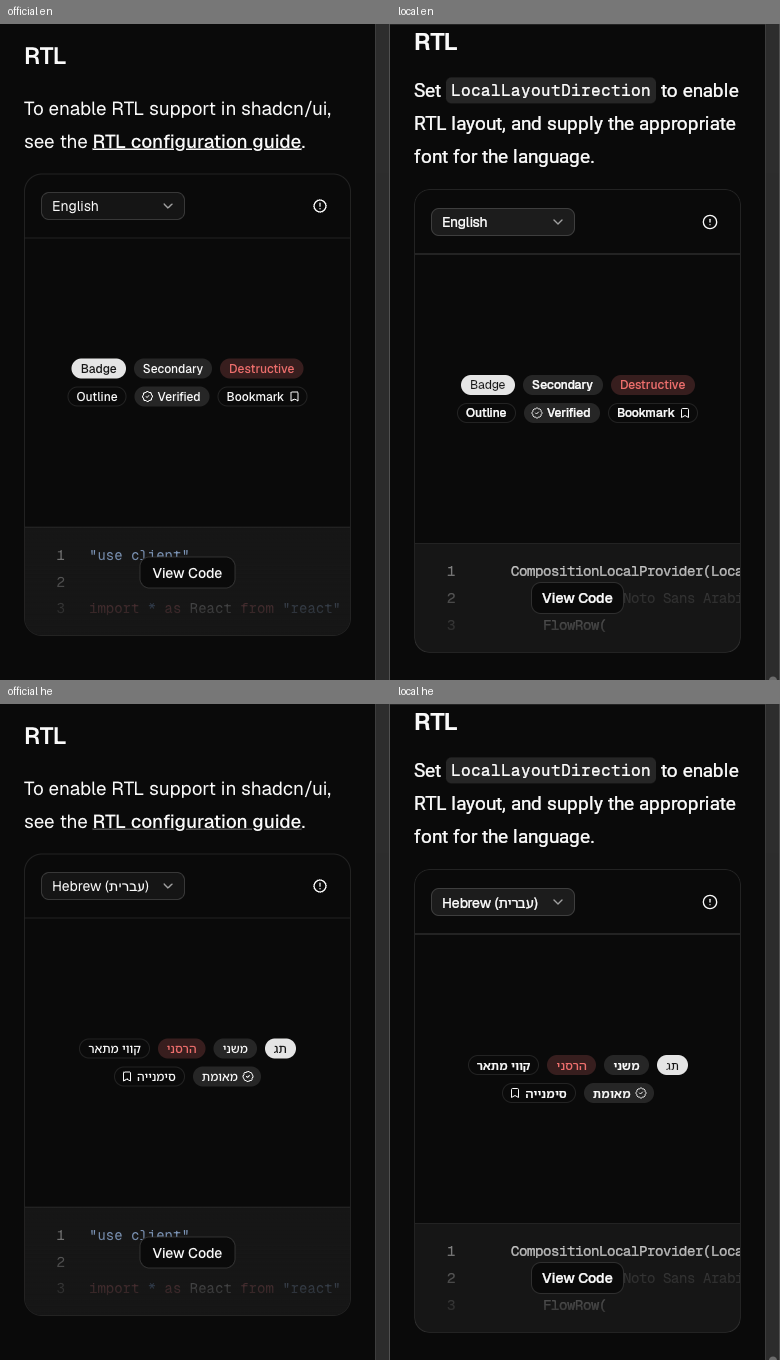 official en
RTL
To enable RTL support in shadcn/ui,
see the RTL configuration guide.
English
Badge Secondary Destructive
Outline Verified Bookmark
1 "use client"
2
View Code
3 import * as React from "react"
local en
RTL
Set LocalLayoutDirection to enable
RTL layout, and supply the appropriate
font for the language.
English
Badge Secondary Destructive
Outline Verified Bookmark
1 CompositionLocalProvider(Loca
2 View Code Noto Sans Arabi
3 FlowRow(
official he
RTL
To enable RTL support in shadcn/ui,
see the RTL configuration guide.
Hebrew (עברית)
תג משני הרסני קווי מתאר
מאומת סימנייה
1 "use client"
2
View Code
3 import * as React from "react"
local he
RTL
Set LocalLayoutDirection to enable
RTL layout, and supply the appropriate
font for the language.
Hebrew (עברית)
תג משני הרסני קווי מתאר
מאומת סימנייה
1 CompositionLocalProvider(Loca
2 View Code Noto Sans Arabi
3 FlowRow(